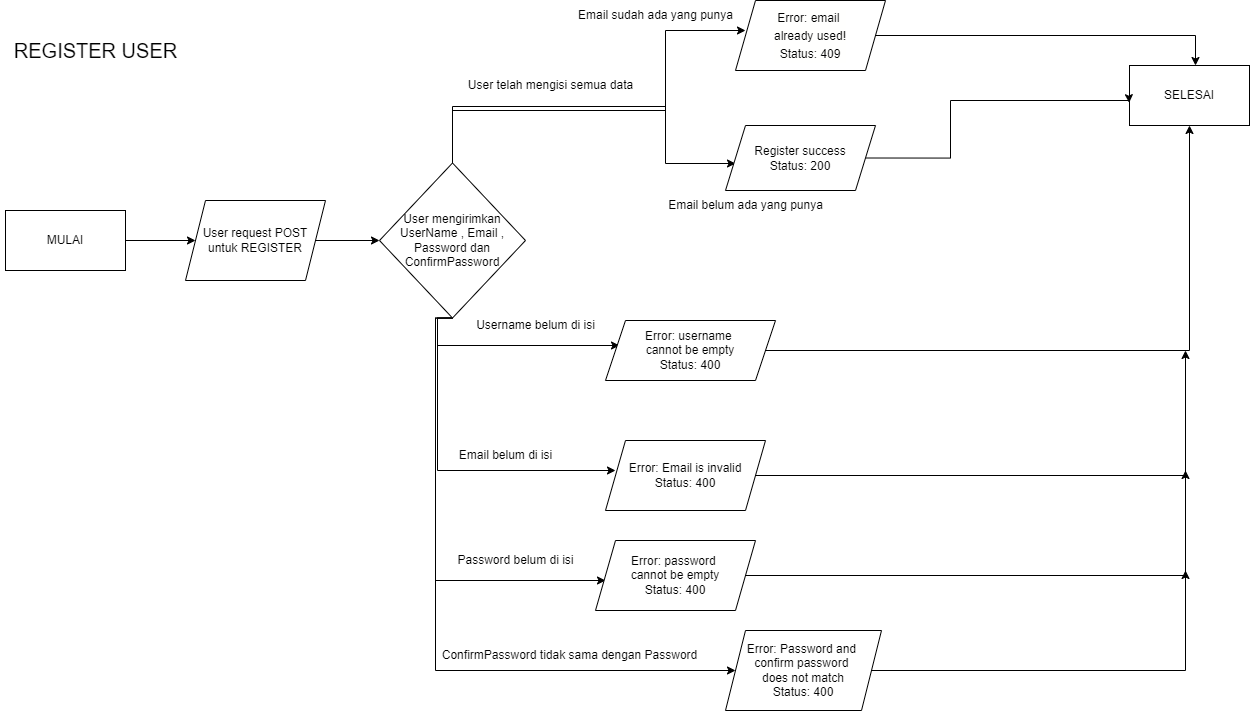 REGISTER USER
Email sudah ada yang punya
Error: email
already used!
Status: 409
User telah mengisi semua data
SELESAI
Register success
Status: 200
Email belum ada yang punya
MULAI
User request POST
untuk REGISTER
User mengirimkan
UserName , Email ,
Password dan
ConfirmPassword
Username belum di isi
Error: username
cannot be empty
Status: 400
Email belum di isi
Error: Email is invalid
Status: 400
Password belum di isi
Error: password
cannot be empty
Status: 400
ConfirmPassword tidak sama dengan Password
Error: Password and
confirm password
does not match
Status: 400